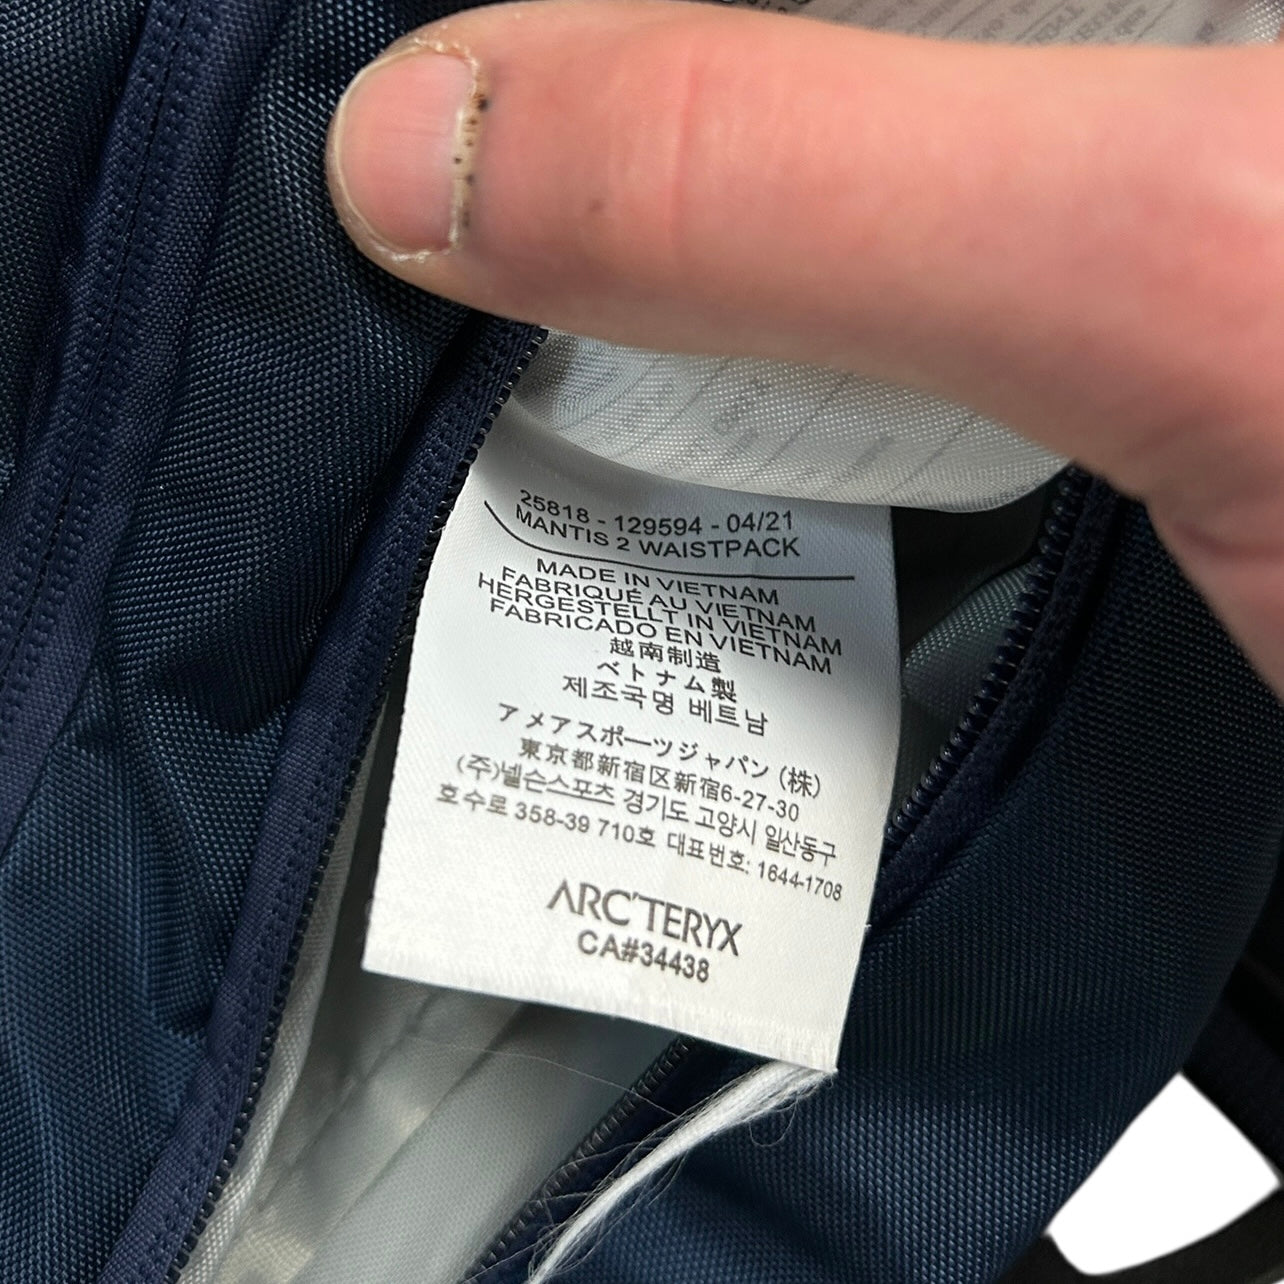 25818 - 129594 - 04/21
MANTIS 2 WAISTPACK
MADE IN VIETNAM
FABRIQUÉ AU VIETNAM
HERGESTELLT IN VIETNAM
FABRICADO EN VIETNAM
越南制造
ベトナム製
제조국명 베트남
アメアスポーツジャパン (株)
東京都新宿区新宿6-27-30
(주)넬슨스포츠 경기도 고양시 일산동구
호수로 358-39 710호 대표번호: 1644-1708
ARC'TERYX
CA#34438